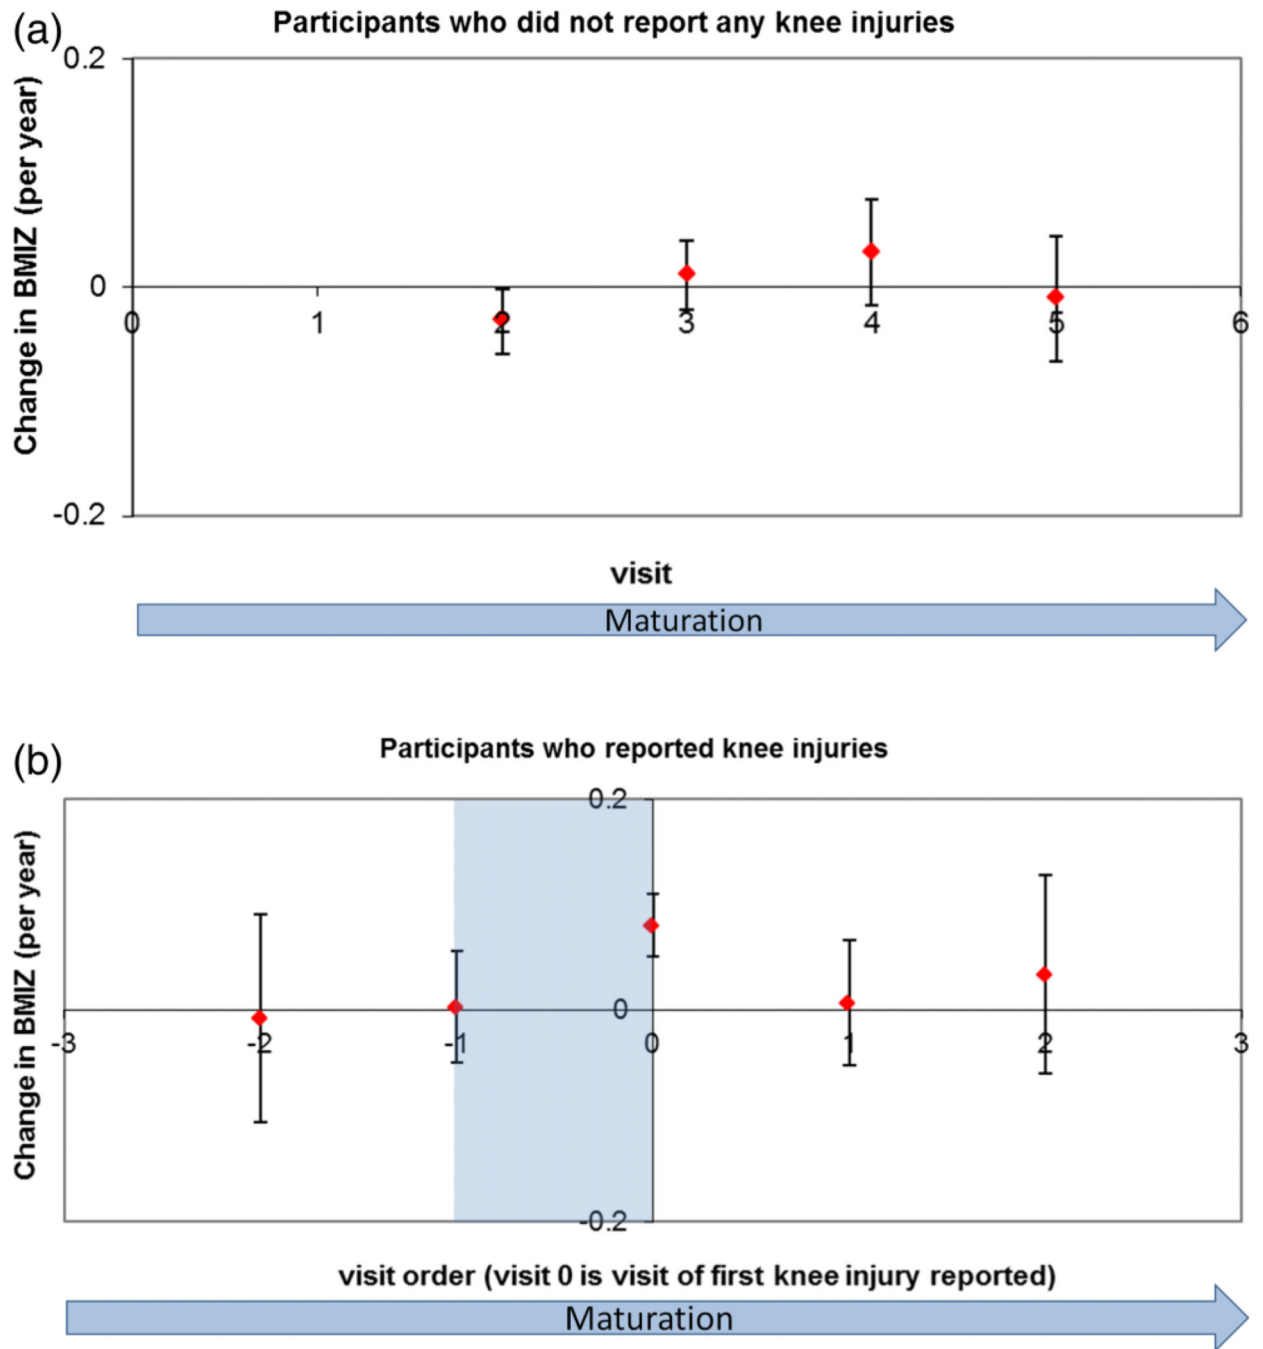 (a)
Participants who did not report any knee injuries
Change in BMIZ (per year)
0.2
0
-0.2
0 1 2 3 4 5 6
visit
Maturation
(b)
Participants who reported knee injuries
Change in BMIZ (per year)
0.2
0
-3 -2 -1 0 1 2 3
-0.2
visit order (visit 0 is visit of first knee injury reported)
Maturation